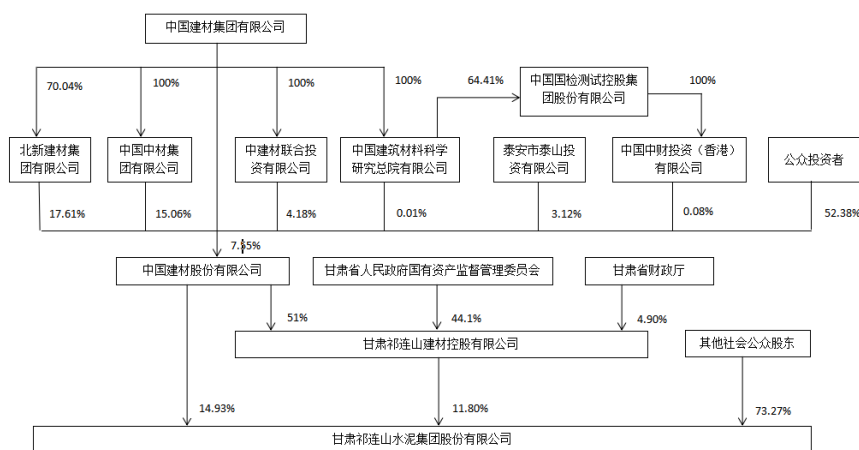 中国建材集团有限公司
70.04%
100%
100%
100%
64.41%
中国国检测试控股集
团股份有限公司
100%
北新建材集
团有限公司
中国中材集
团有限公司
中建材联合投
资有限公司
中国建筑材料科学
研究总院有限公司
泰安市泰山投
资有限公司
中国中财投资（香港）
有限公司
公众投资者
17.61%
15.06%
4.18%
0.01%
3.12%
0.08%
52.38%
7.55%
中国建材股份有限公司
甘肃省人民政府国有资产监督管理委员会
甘肃省财政厅
51%
44.1%
4.90%
甘肃祁连山建材控股有限公司
其他社会公众股东
14.93%
11.80%
73.27%
甘肃祁连山水泥集团股份有限公司